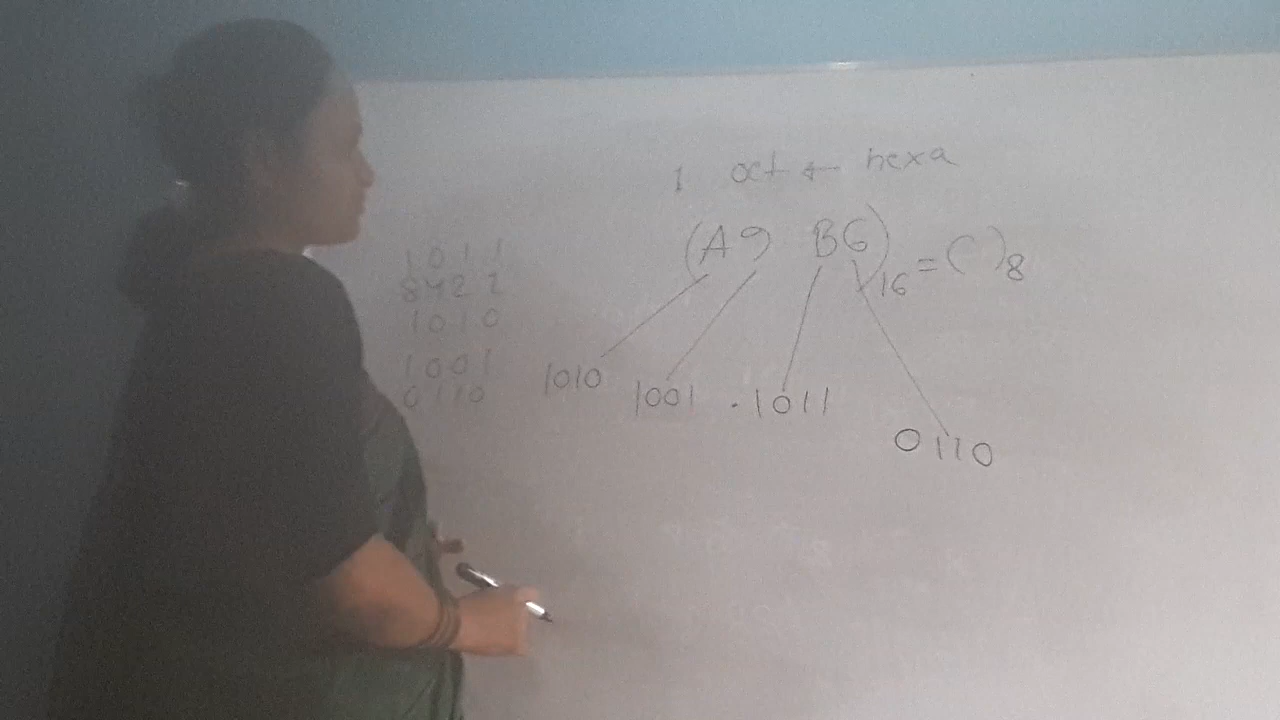 1 oct ← hexa
(A9 B6)16 = ( )8
1011
8421
1010
1001
0110
1010 1001 .1011 0110